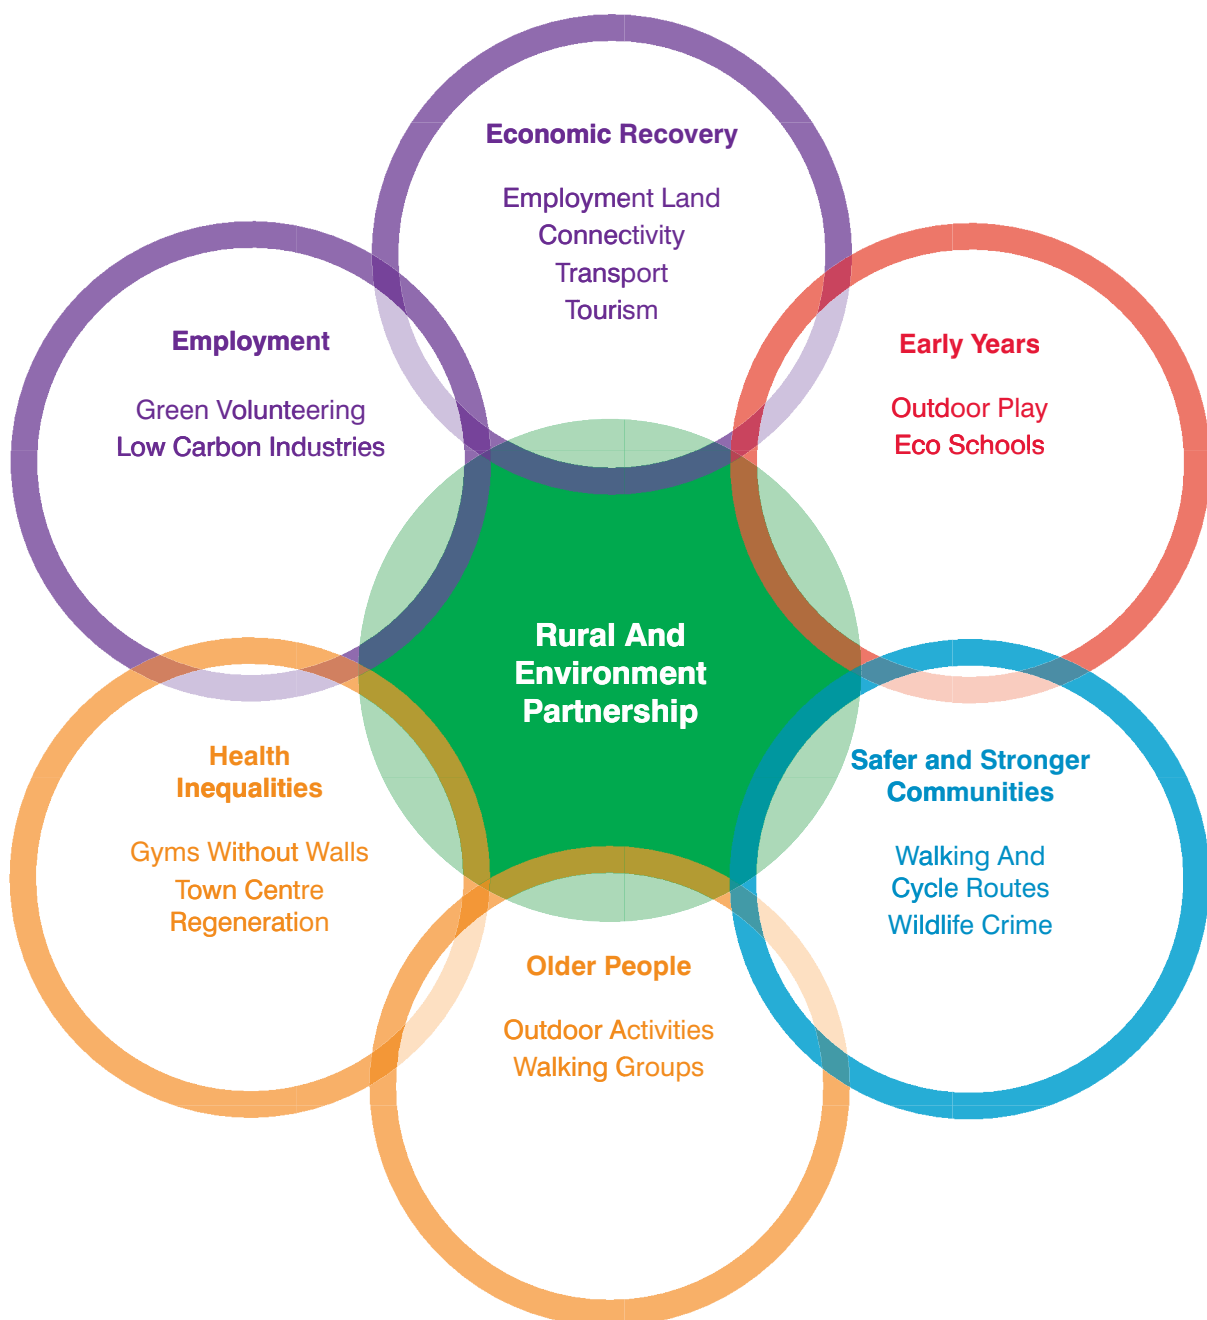 Economic Recovery
Employment Land
Connectivity
Transport
Tourism
Employment
Green Volunteering
Low Carbon Industries
Early Years
Outdoor Play
Eco Schools
Rural And
Environment
Partnership
Health
Inequalities
Gyms Without Walls
Town Centre
Regeneration
Safer and Stronger
Communities
Walking And
Cycle Routes
Wildlife Crime
Older People
Outdoor Activities
Walking Groups